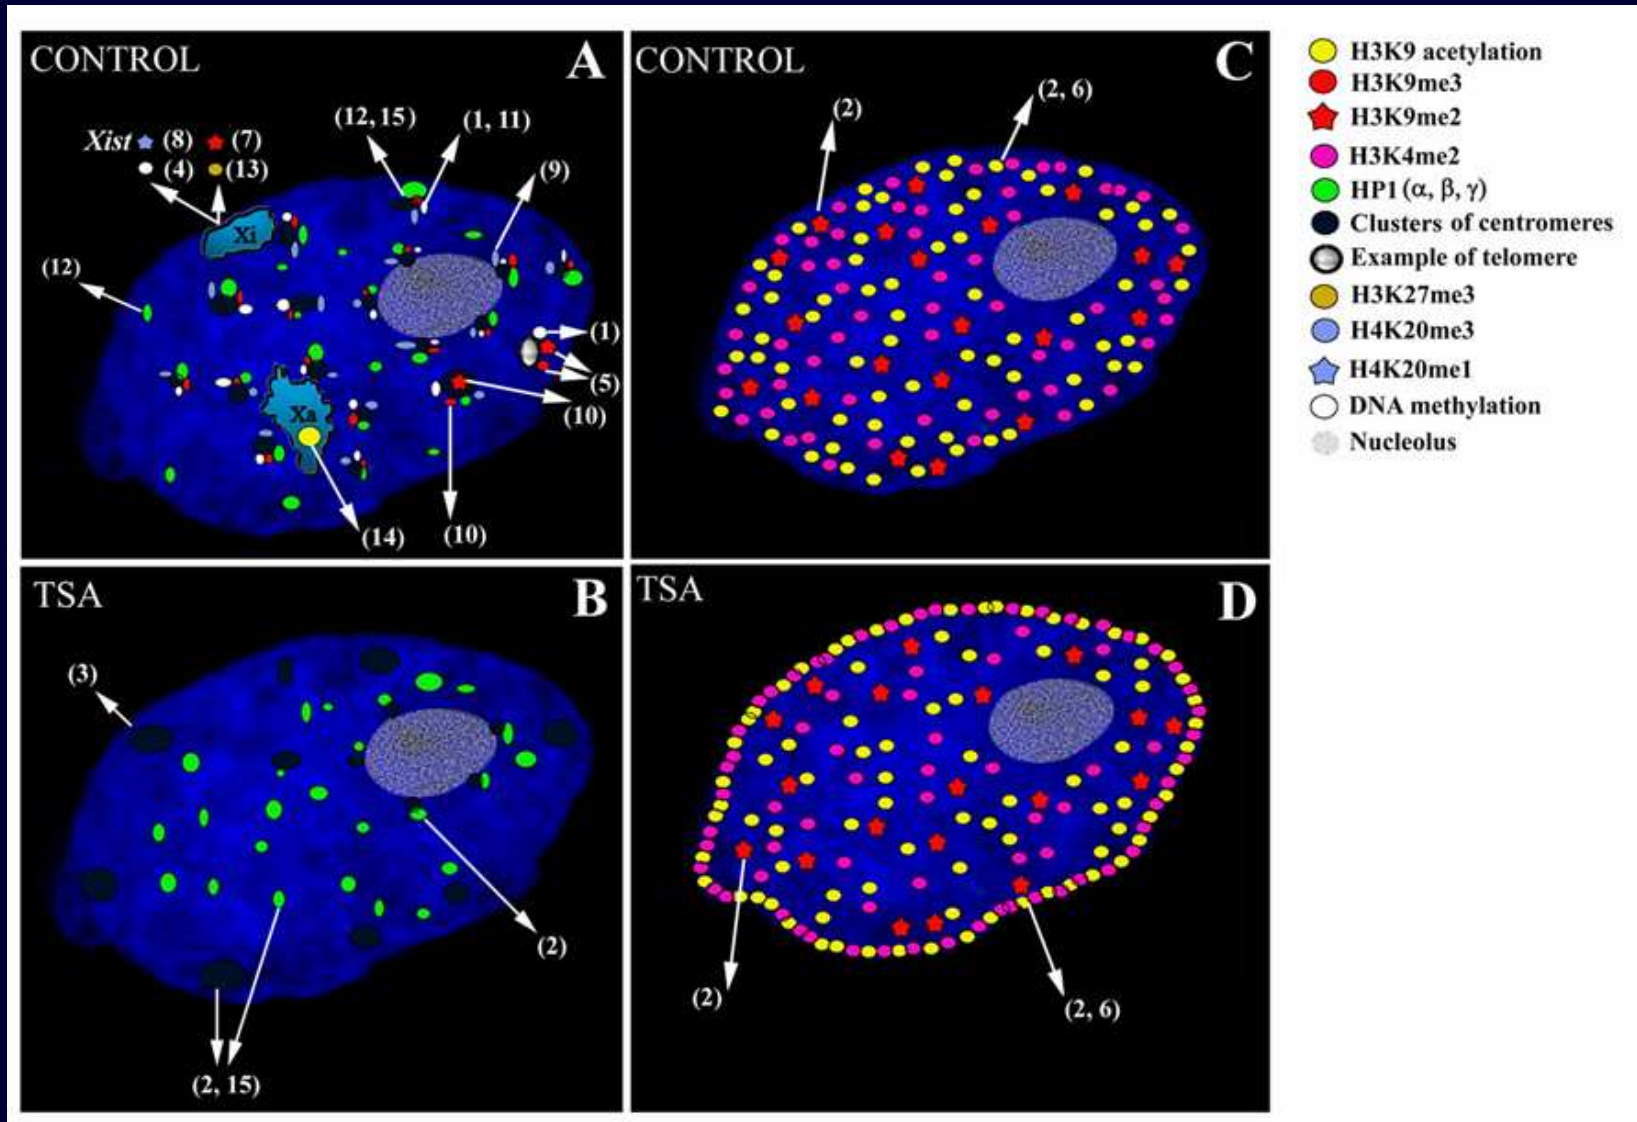 CONTROL
A
(12, 15)
(1, 11)
Xist (8) (7)
(4) (13)
(9)
Xi
(12)
(1)
(5)
Xa
(10)
(14)
(10)
CONTROL
C
(2)
(2, 6)
TSA
B
(3)
(2)
(2, 15)
TSA
D
(2)
(2, 6)
H3K9 acetylation
H3K9me3
H3K9me2
H3K4me2
HP1 (α, β, γ)
Clusters of centromeres
Example of telomere
H3K27me3
H4K20me3
H4K20me1
DNA methylation
Nucleolus